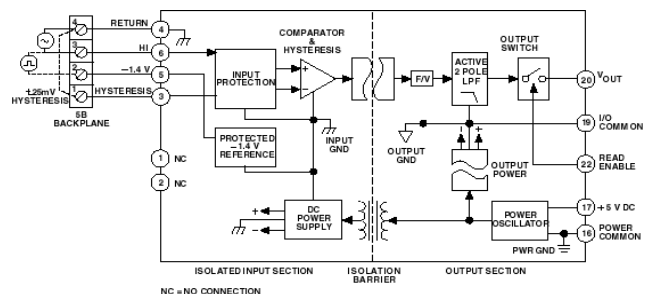 4
3
2
1
±25mV
HYSTERESIS
5B
BACKPLANE
RETURN
HI
–1.4 V
HYSTERESIS
4
6
5
3
1
NC
2
NC
INPUT
PROTECTION
PROTECTED
–1.4 V
REFERENCE
COMPARATOR
&
HYSTERESIS
+
–
INPUT
GND
DC
POWER
SUPPLY
+
–
F/V
ACTIVE
2 POLE
LPF
OUTPUT
SWITCH
OUTPUT
GND
–
+
OUTPUT
POWER
POWER
OSCILLATOR
PWR GND
20
VOUT
19
I/O
COMMON
22
READ
ENABLE
17
+5 V DC
16
POWER
COMMON
ISOLATED INPUT SECTION
ISOLATION
BARRIER
OUTPUT SECTION
NC = NO CONNECTION